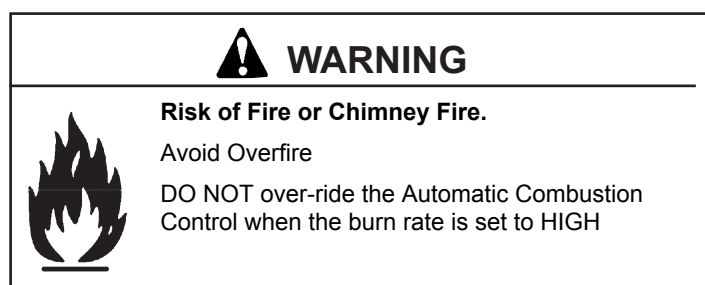 WARNING
Risk of Fire or Chimney Fire.
Avoid Overfire
DO NOT over-ride the Automatic Combustion
Control when the burn rate is set to HIGH